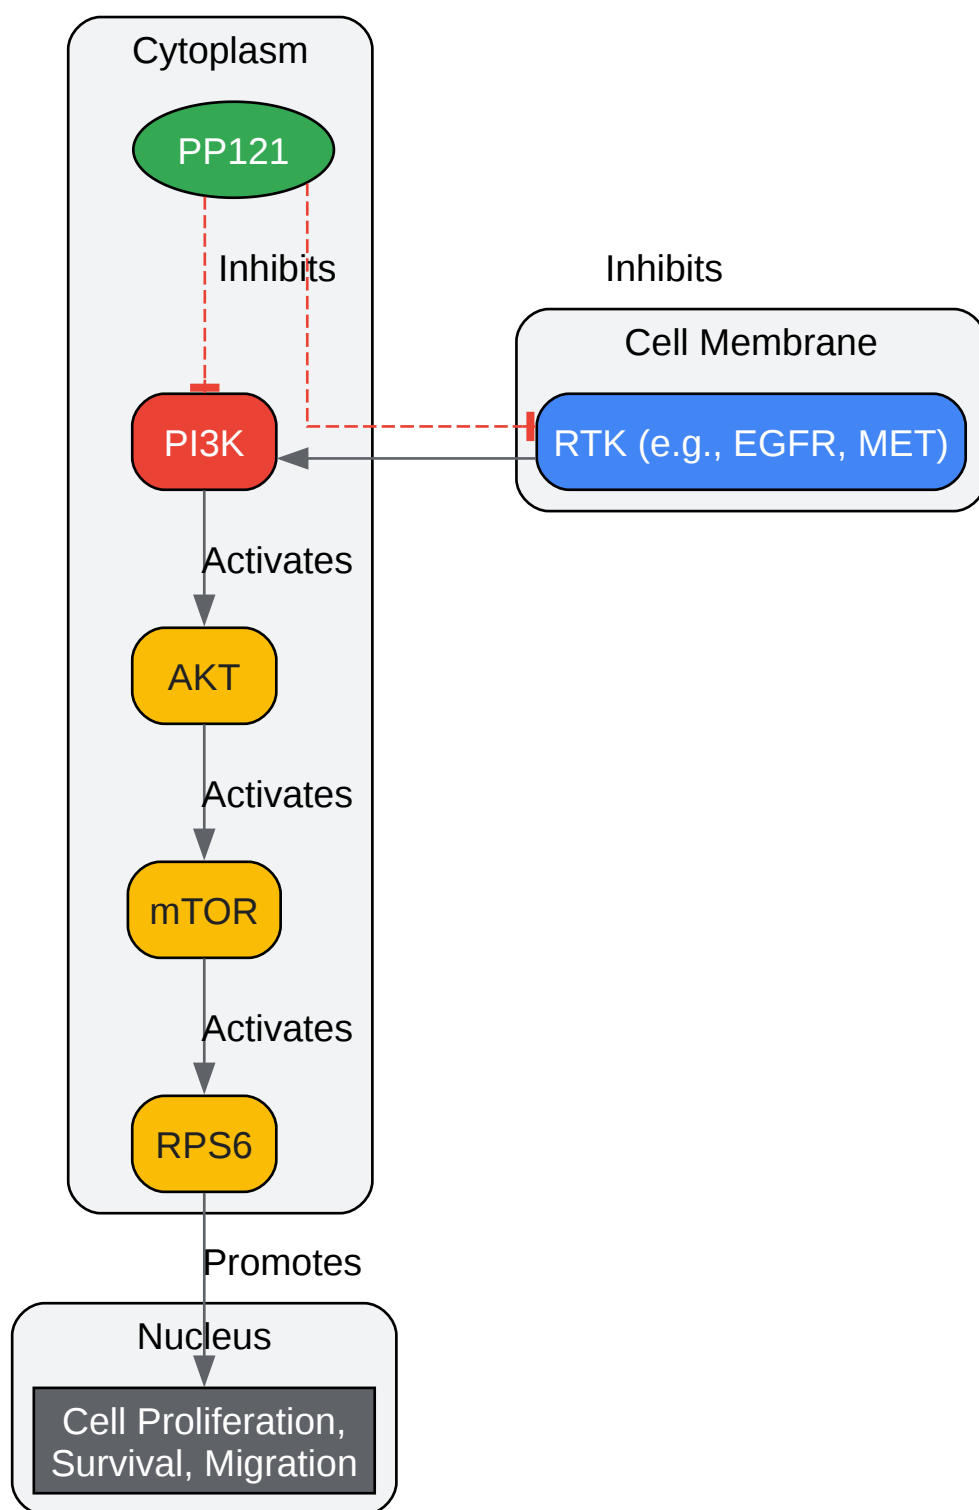 Cytoplasm
PP121
Inhibits
Inhibits
Cell Membrane
PI3K
RTK (e.g., EGFR, MET)
Activates
AKT
Activates
mTOR
Activates
RPS6
Promotes
Nucleus
Cell Proliferation,
Survival, Migration